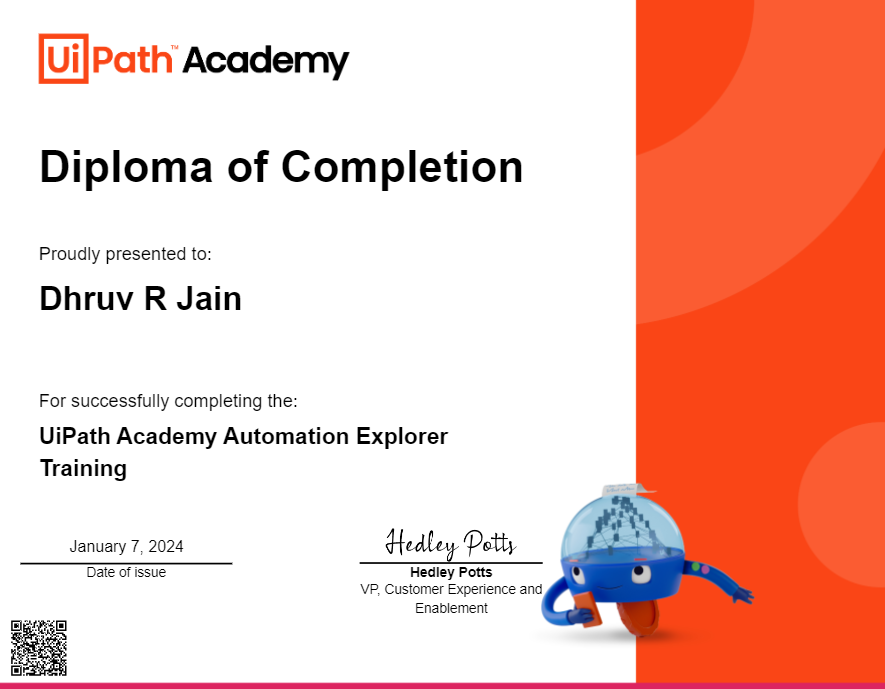 UiPath™ Academy
Diploma of Completion
Proudly presented to:
Dhruv R Jain
For successfully completing the:
UiPath Academy Automation Explorer
Training
January 7, 2024
Date of issue
Hedley Potts
Hedley Potts
VP, Customer Experience and
Enablement